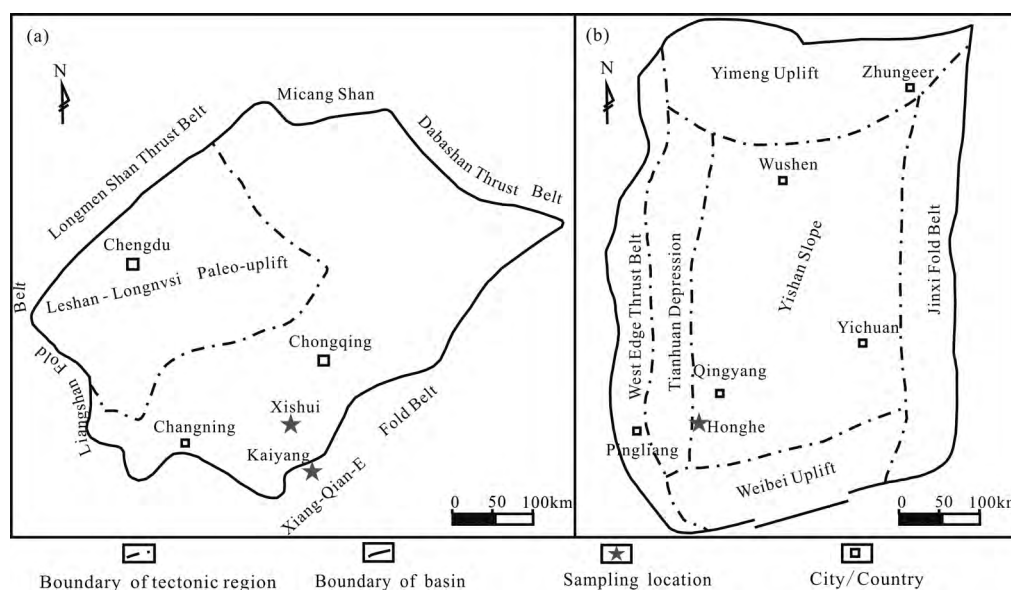 (a)
N
Micang Shan
Longmen Shan Thrust Belt
Dabashan Thrust Belt
Chengdu
Leshan-Longnvsi Paleo-uplift
Belt
Liangshan Fold
Chongqing
Xishui
Changning
Kaiyang
Fold Belt
Xiang-Qian-E
0 50 100km
(b)
N
Yimeng Uplift
Zhungeer
Wushen
West Edge Thrust Belt
Tianhuan Depression
Yishan Slope
Jinxi Fold Belt
Yichuan
Qingyang
Honghe
Pingliang
Weibei Uplift
0 50 100km
Boundary of tectonic region
Boundary of basin
Sampling location
City/Country